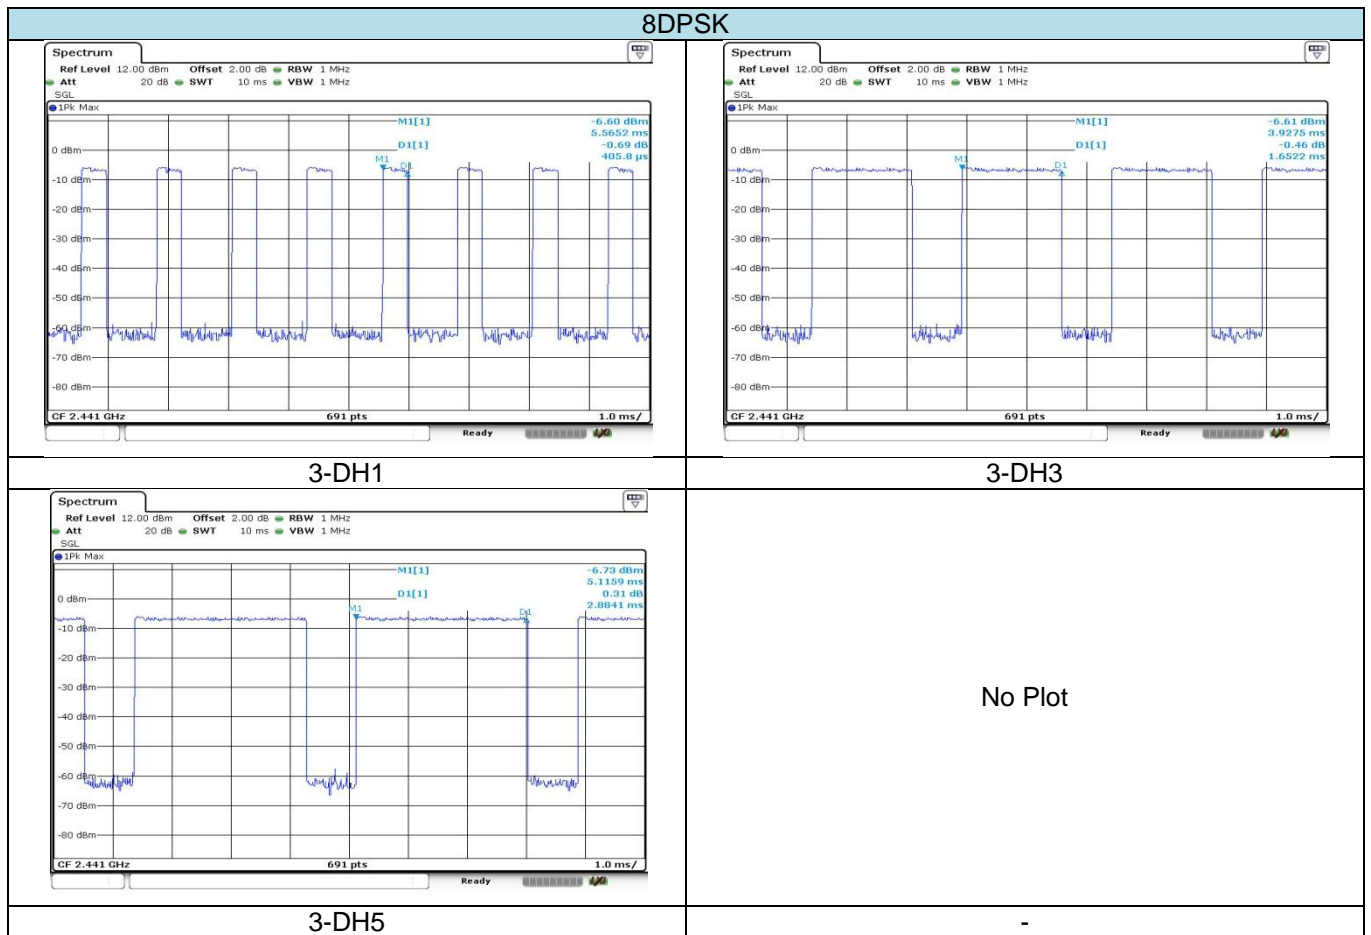 8DPSK
Spectrum
Ref Level 12.00 dBm Offset 2.00 dB RBW 1 MHz
Att 20 dB SWT 10 ms VBW 1 MHz
SGL
1Pk Max
M1[1] -6.60 dBm
5.5652 ms
D1[1] -0.69 dB
405.8 µs
0 dBm
M1 D1
-10 dBm
-20 dBm
-30 dBm
-40 dBm
-50 dBm
-60 dBm
-70 dBm
-80 dBm
CF 2.441 GHz 691 pts 1.0 ms/
Ready
Spectrum
Ref Level 12.00 dBm Offset 2.00 dB RBW 1 MHz
Att 20 dB SWT 10 ms VBW 1 MHz
SGL
1Pk Max
M1[1] -6.61 dBm
3.9275 ms
D1[1] -0.46 dB
1.6522 ms
0 dBm
M1 D1
-10 dBm
-20 dBm
-30 dBm
-40 dBm
-50 dBm
-60 dBm
-70 dBm
-80 dBm
CF 2.441 GHz 691 pts 1.0 ms/
Ready
3-DH1 3-DH3
Spectrum
Ref Level 12.00 dBm Offset 2.00 dB RBW 1 MHz
Att 20 dB SWT 10 ms VBW 1 MHz
SGL
1Pk Max
M1[1] -6.73 dBm
5.1159 ms
D1[1] 0.31 dB
2.8841 ms
0 dBm
M1 D1
-10 dBm
-20 dBm
-30 dBm
-40 dBm
-50 dBm
-60 dBm
-70 dBm
-80 dBm
CF 2.441 GHz 691 pts 1.0 ms/
Ready
No Plot
3-DH5 -